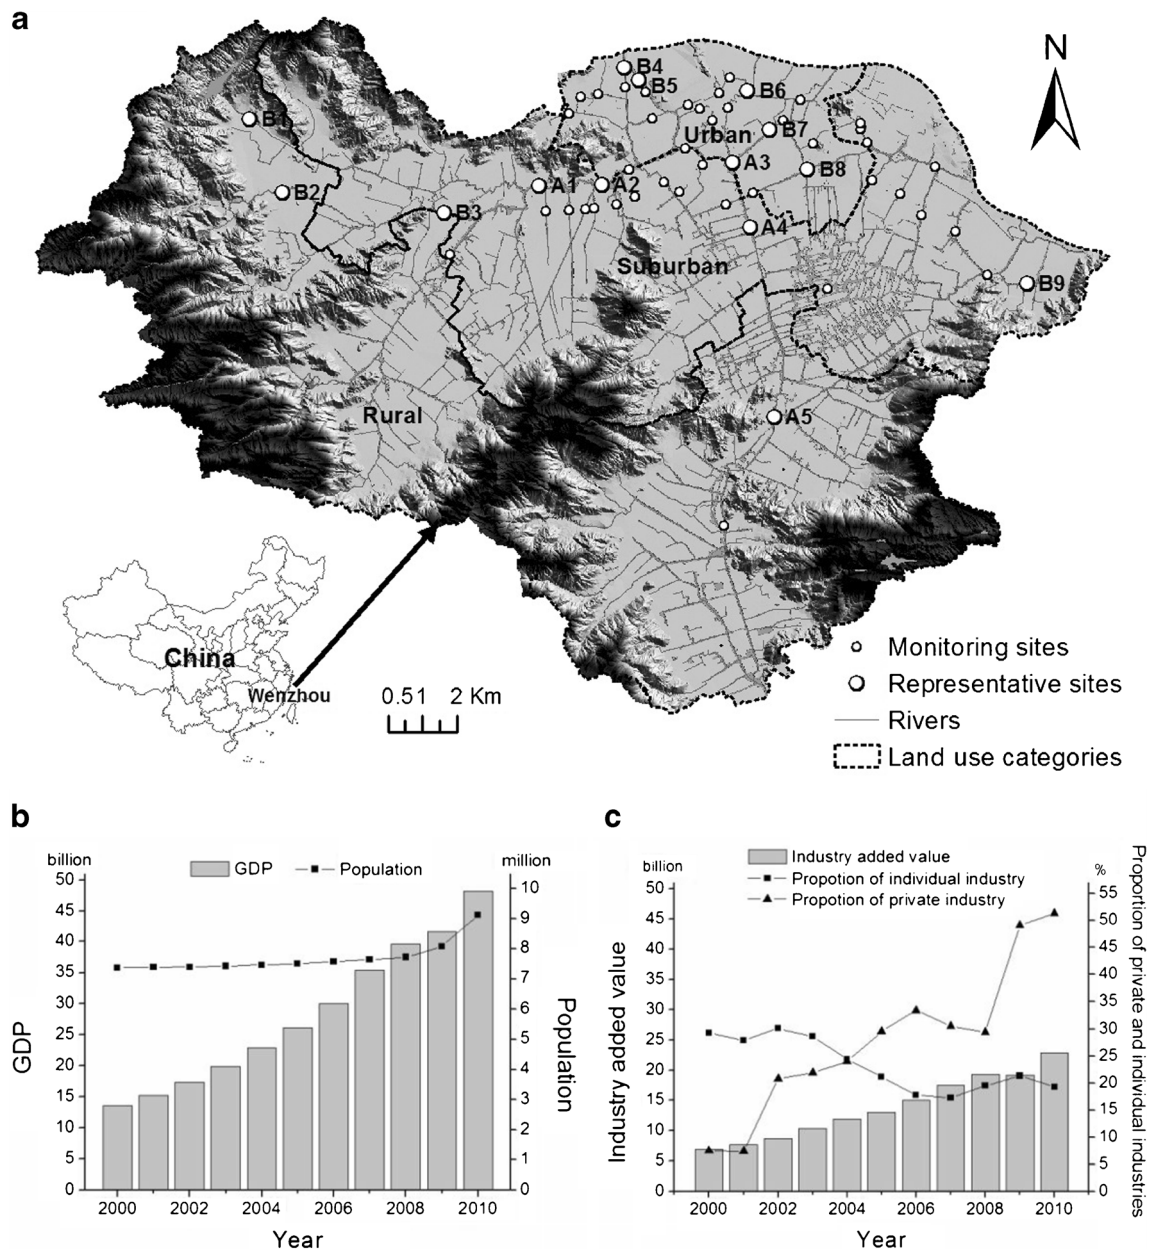 a
N
B4
B5
B6
B1
Urban
B7
A3
B8
A1
A2
B2
B3
A4
Suburban
B9
Rural
A5
China
Wenzhou
0.51 2 Km
Monitoring sites
Representative sites
Rivers
Land use categories
b
billion
GDP
Population
million
50
45
40
35
30
25
20
15
10
5
0
GDP
10
9
8
7
6
5
4
3
2
1
0
Population
2000 2002 2004 2006 2008 2010
Year
c
billion
Industry added value
Propotion of individual industry
Propotion of private industry
%
50
45
40
35
30
25
20
15
10
5
0
Industry added value
55
50
45
40
35
30
25
20
15
10
5
0
Proportion of private and individual industries
2000 2002 2004 2006 2008 2010
Year